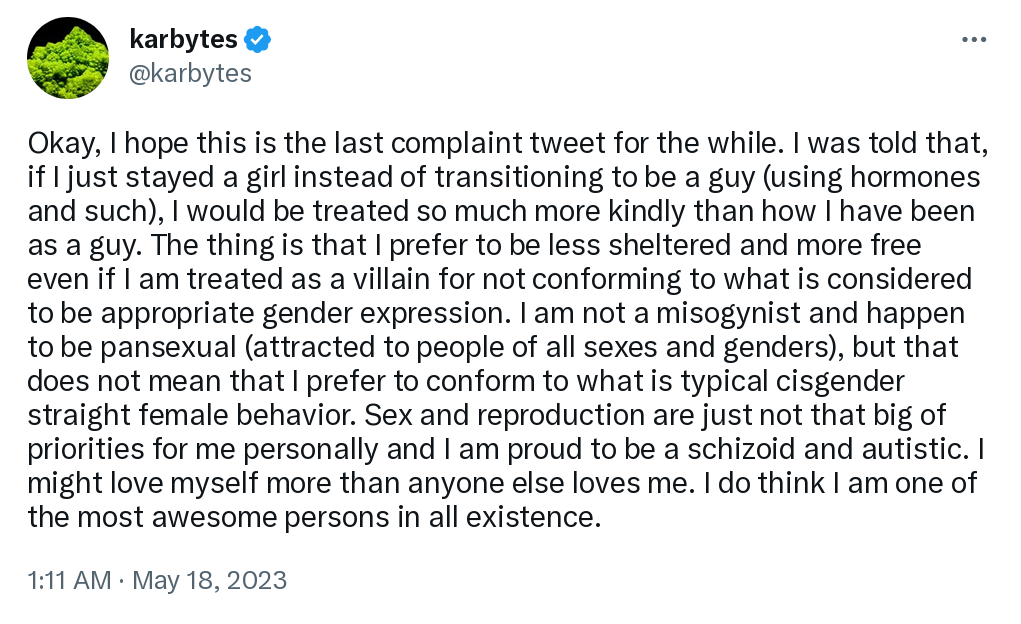 karbytes
@karbytes
Okay, I hope this is the last complaint tweet for the while. I was told that,
if I just stayed a girl instead of transitioning to be a guy (using hormones
and such), I would be treated so much more kindly than how I have been
as a guy. The thing is that I prefer to be less sheltered and more free
even if I am treated as a villain for not conforming to what is considered
to be appropriate gender expression. I am not a misogynist and happen
to be pansexual (attracted to people of all sexes and genders), but that
does not mean that I prefer to conform to what is typical cisgender
straight female behavior. Sex and reproduction are just not that big of
priorities for me personally and I am proud to be a schizoid and autistic. I
might love myself more than anyone else loves me. I do think I am one of
the most awesome persons in all existence.
1:11 AM · May 18, 2023